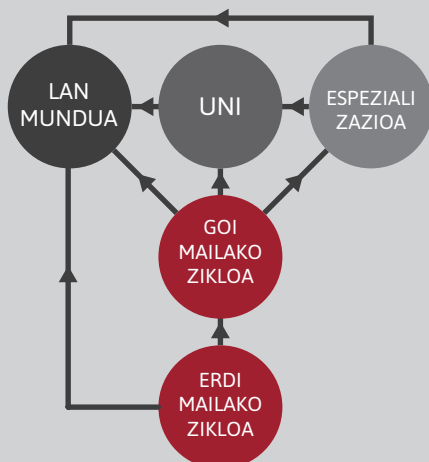 LAN
MUNDUA
UNI
ESPEZIALI
ZAZIOA
GOI
MAILAKO
ZIKLOA
ERDI
MAILAKO
ZIKLOA